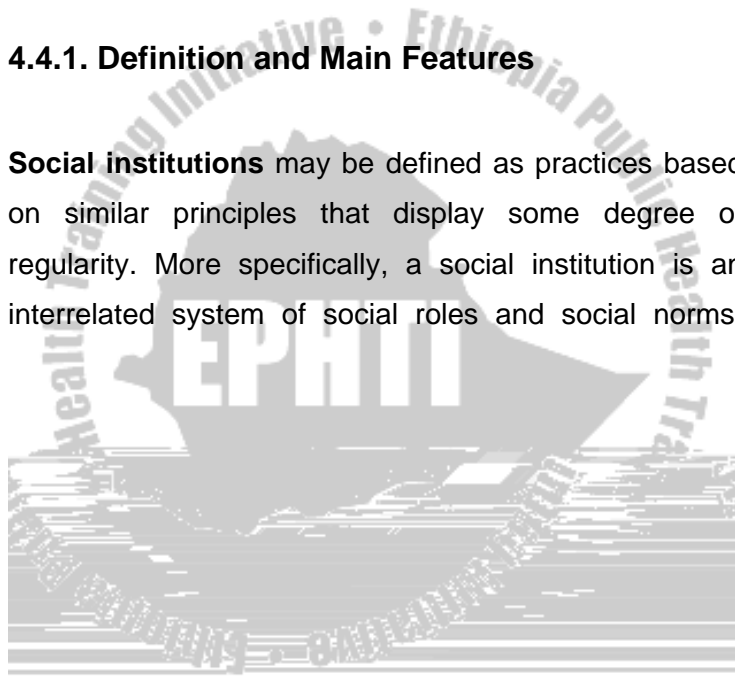 4.4.1. Definition and Main Features
Social institutions may be defined as practices based
on similar principles that display some degree o
regularity. More specifically, a social institution is an
interrelated system of social roles and social norms
EPHTI